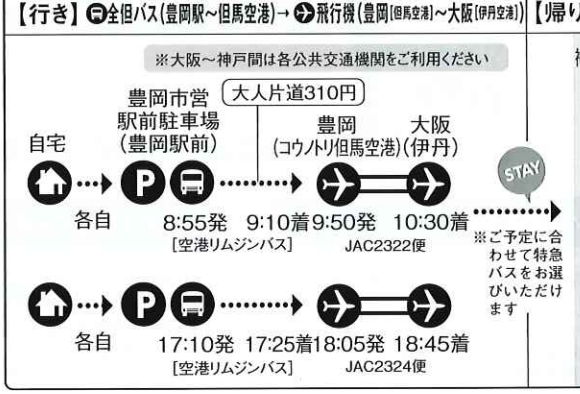 【行き】全但バス(豊岡駅〜但馬空港)→飛行機(豊岡[但馬空港]〜大阪[伊丹空港])
【帰り
※大阪〜神戸間は各公共交通機関をご利用ください
大人片道310円
自宅
豊岡市営
駅前駐車場
(豊岡駅前)
豊岡
(コウノトリ但馬空港)
大阪
(伊丹)
P
STAY
各自
8:55発 9:10着 9:50発 10:30着
[空港リムジンバス] JAC2322便
※ご予定に合
わせて特急
バスをお選
びいただけ
ます
P
各自
17:10発 17:25着 18:05発 18:45着
[空港リムジンバス] JAC2324便